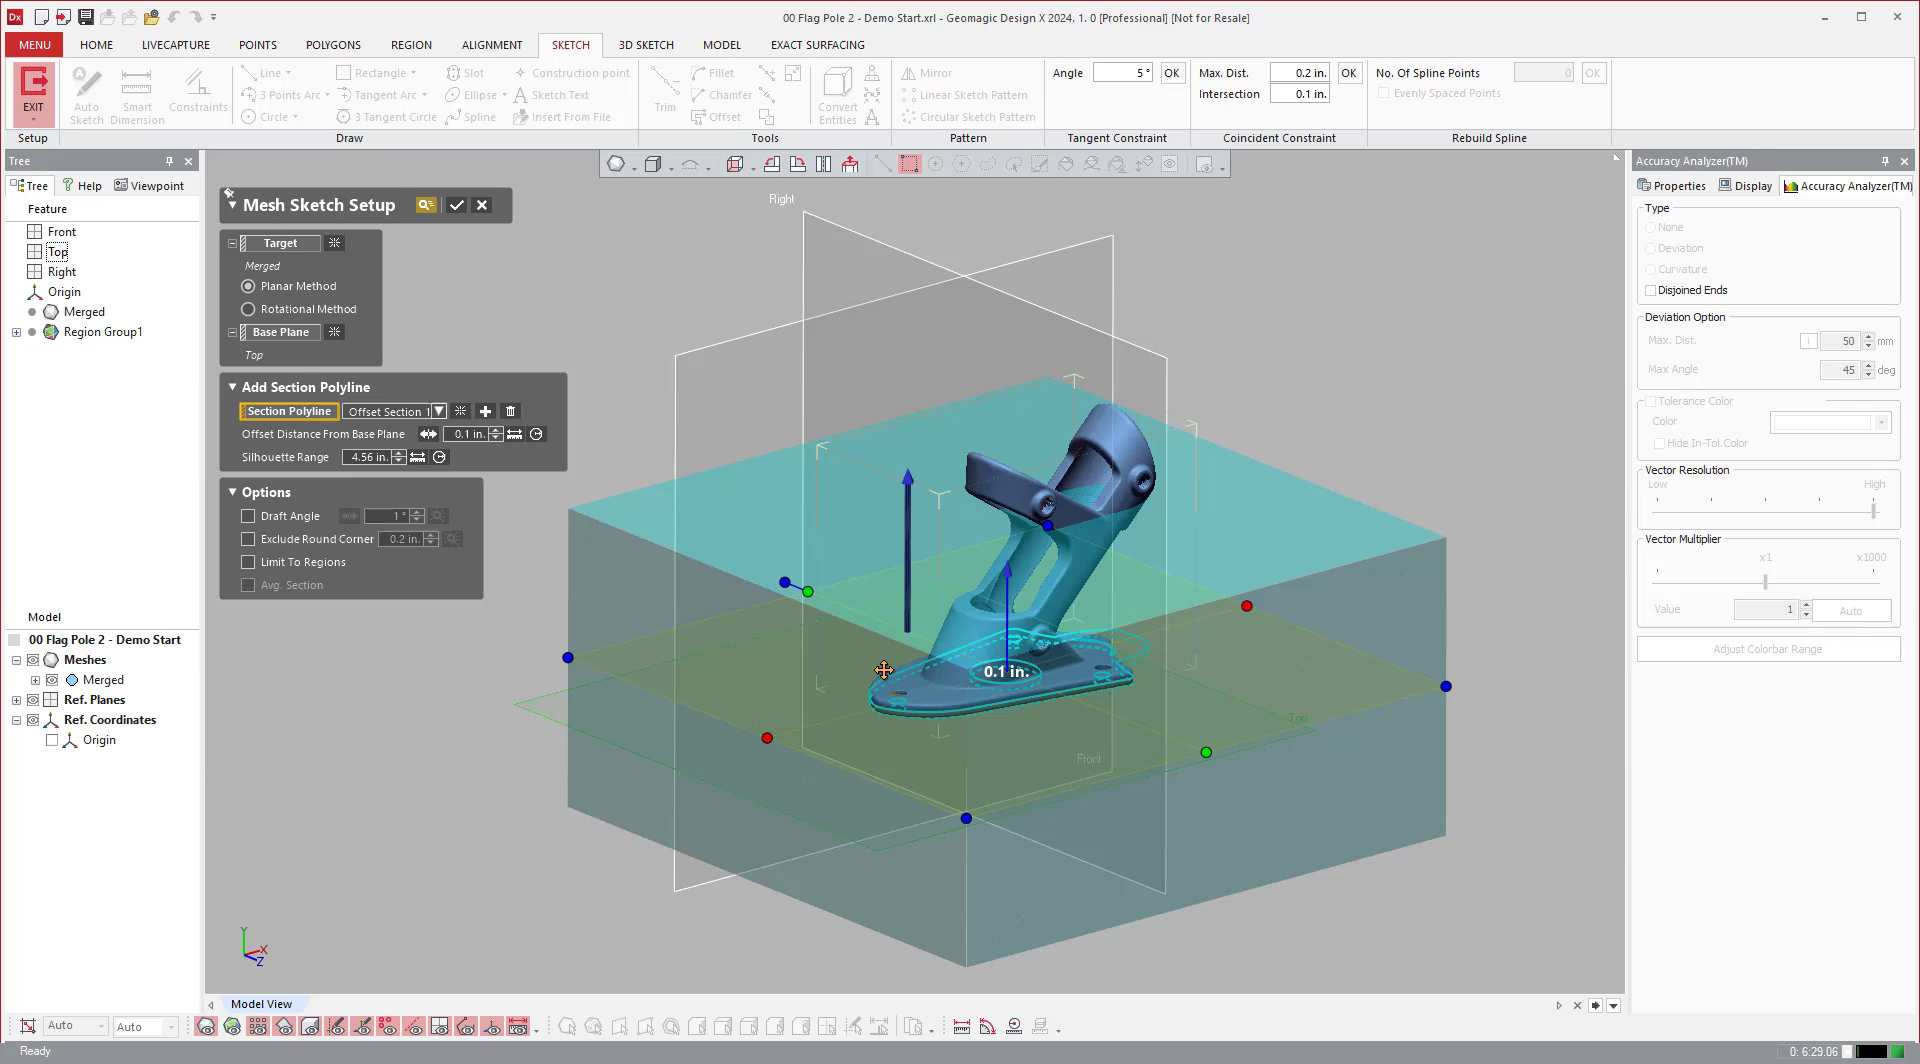 00 Flag Pole 2 - Demo Start.xrl - Geomagic Design X 2024. 1. 0 [Professional] [Not for Resale]
MENU HOME LIVECAPTURE POINTS POLYGONS REGION ALIGNMENT SKETCH 3D SKETCH MODEL EXACT SURFACING
EXIT
Auto Sketch
Smart Dimension
Constraints
Line Rectangle Slot Construction point
3 Points Arc Tangent Arc Ellipse Sketch Text
Circle 3 Tangent Circle Spline Insert From File
Trim
Fillet
Chamfer
Offset
Convert Entities
Mirror
Linear Sketch Pattern
Circular Sketch Pattern
Angle 5 ° OK
Max. Dist. 0.2 in. OK
Intersection 0.1 in.
No. Of Spline Points 0 OK
Evenly Spaced Points
Setup Draw Tools Pattern Tangent Constraint Coincident Constraint Rebuild Spline
Tree
Tree Help Viewpoint
Feature
Front
Top
Right
Origin
Merged
Region Group1
Model
00 Flag Pole 2 - Demo Start
Meshes
Merged
Ref. Planes
Ref. Coordinates
Origin
Mesh Sketch Setup
Target
Merged
Planar Method
Rotational Method
Base Plane
Top
Add Section Polyline
Section Polyline Offset Section 1
Offset Distance From Base Plane 0.1 in.
Silhouette Range 4.56 in.
Options
Draft Angle 1 °
Exclude Round Corner 0.2 in.
Limit To Regions
Avg. Section
Right
0.1 in.
Top
Front
Y
X
Z
Accuracy Analyzer(TM)
Properties Display Accuracy Analyzer(TM)
Type
None
Deviation
Curvature
Disjoined Ends
Deviation Option
Max. Dist. 50 mm
Max Angle 45 deg
Tolerance Color
Color
Hide In-Tol.Color
Vector Resolution
Low High
Vector Multiplier
x1 x1000
Value 1 Auto
Adjust Colorbar Range
Model View
Auto Auto
Ready
0: 6:29.06